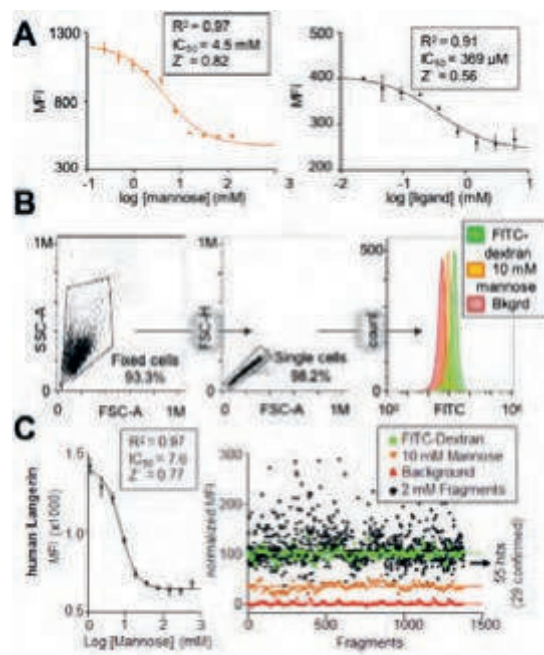 A
1300
800
300
MFI
R² = 0.97
IC₅₀ = 4.5 mM
Z' = 0.82
-1 0 1 2 3
log [mannose] (mM)
500
400
300
200
MFI
R² = 0.91
IC₅₀ = 369 µM
Z' = 0.56
-2 -1 0 1
log [ligand] (mM)
B
1M
SSC-A
0
Fixed cells
93.3%
0 FSC-A 1M
1M
FSC-H
0
Single cells
98.2%
0 FSC-A 1M
500
count
0
FITC
FITC-
dextran
10 mM
mannose
Bkgrd
C
human Langerin
MFI (x1000)
1.5
1.0
0.5
R² = 0.97
IC₅₀ = 7.6
Z' = 0.77
0 1 2 3
Log [Mannose] (mM)
FITC-Dextran
10 mM Mannose
Background
2 mM Fragments
normalized MFI
300
200
100
0
0 500 1000 1500
Fragments
55 hits
(29 confirmed)